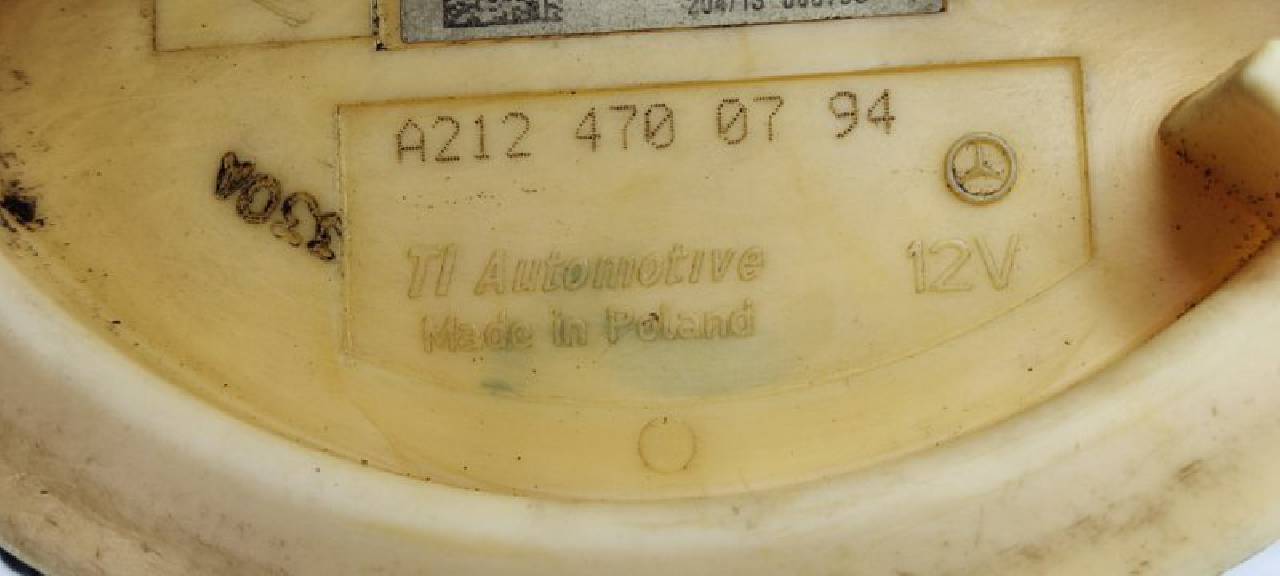 A212 470 07 94
TI Automotive
12V
Made in Poland